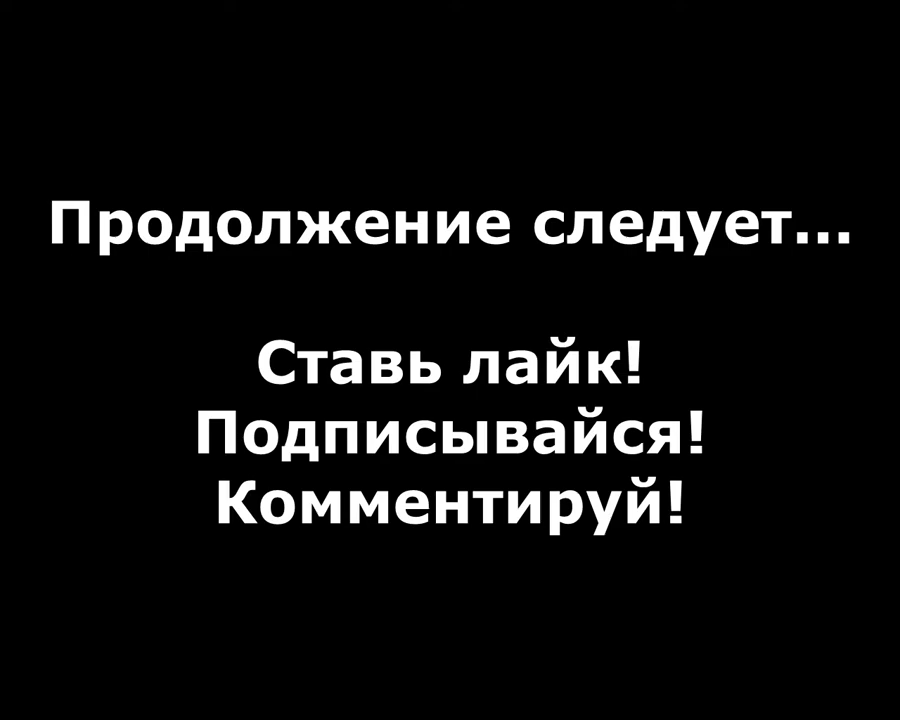 Продолжение следует...
Ставь лайк!
Подписывайся!
Комментируй!